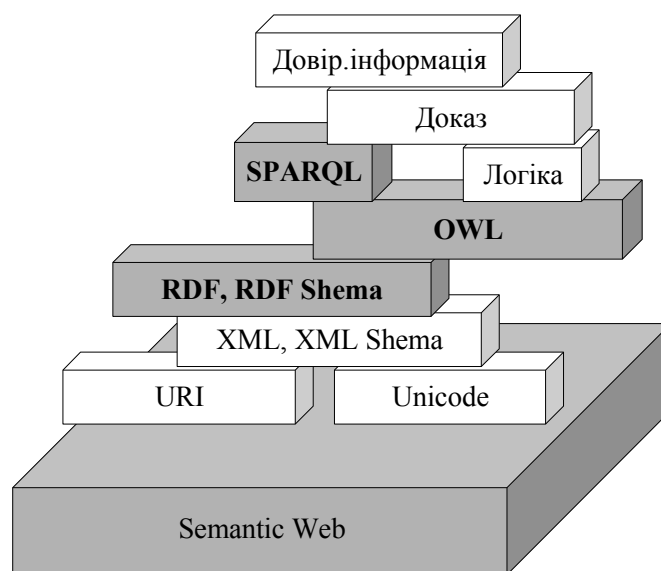 Довір.інформація
Доказ
SPARQL
Логіка
OWL
RDF, RDF Shema
XML, XML Shema
URI
Unicode
Semantic Web